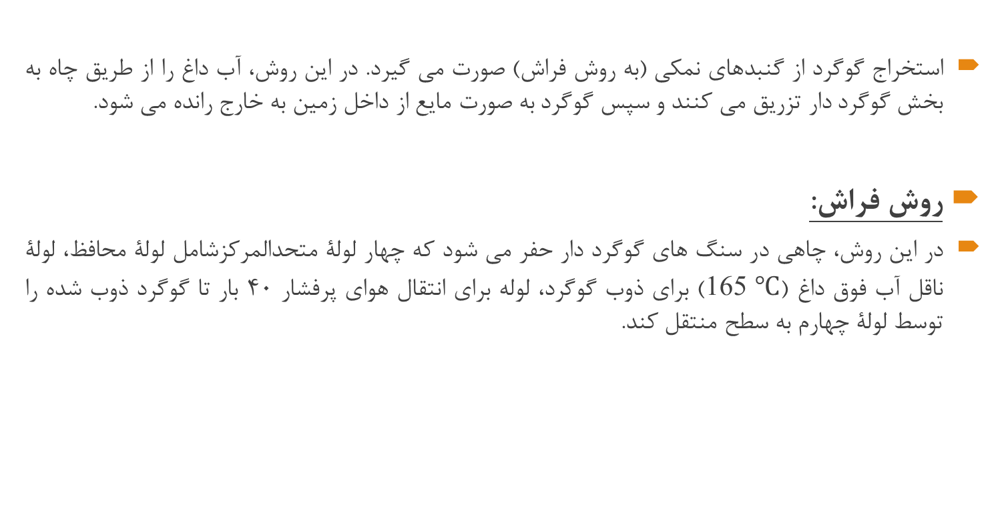 استخراج گوگرد از گنبدهای نمکی (به روش فراش) صورت می گیرد. در این روش، آب داغ را از طریق چاه به
بخش گوگرد دار تزریق می کنند و سپس گوگرد به صورت مایع از داخل زمین به خارج رانده می شود.
روش فراش:
در این روش، چاهی در سنگ های گوگرد دار حفر می شود که چهار لولۀ متحدالمرکزشامل لولۀ محافظ، لولۀ
ناقل آب فوق داغ (165 °C) برای ذوب گوگرد، لوله برای انتقال هوای پرفشار ۴۰ بار تا گوگرد ذوب شده را
توسط لولۀ چهارم به سطح منتقل کند.